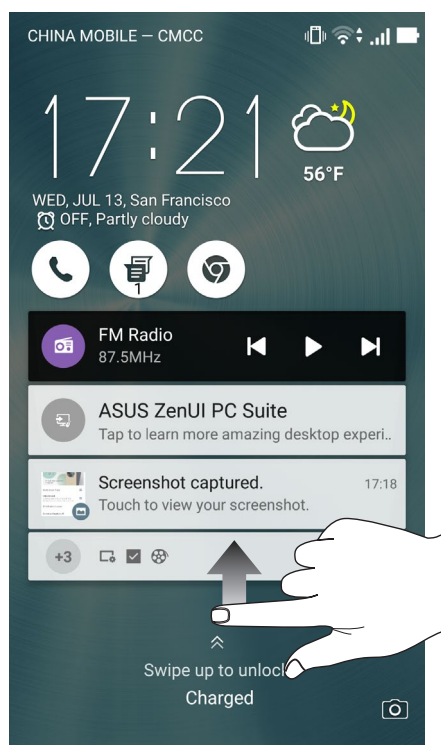 CHINA MOBILE — CMCC
17:21
56°F
WED, JUL 13, San Francisco
OFF, Partly cloudy
1
FM Radio
87.5MHz
ASUS ZenUI PC Suite
Tap to learn more amazing desktop experi..
Screenshot captured.
17:18
Touch to view your screenshot.
+3
Swipe up to unlock
Charged